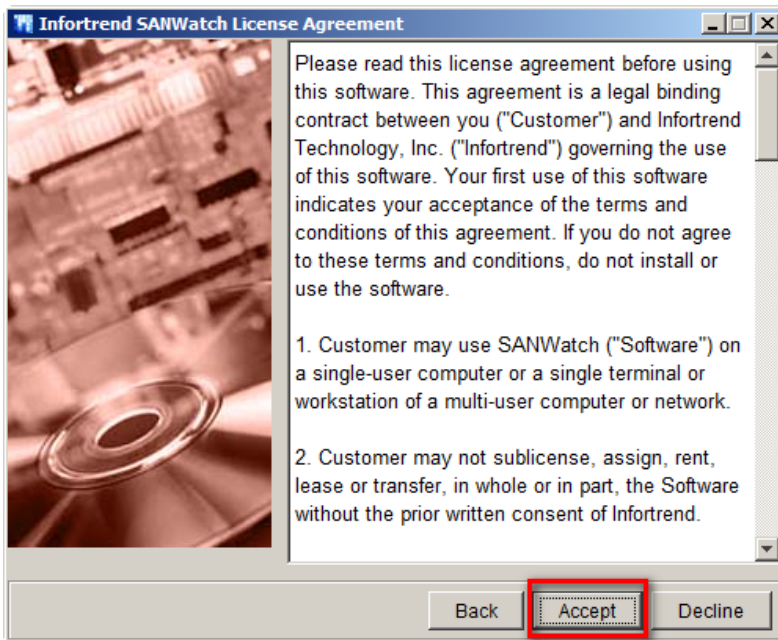 Infortrend SANWatch License Agreement
Please read this license agreement before using
this software. This agreement is a legal binding
contract between you ("Customer") and Infortrend
Technology, Inc. ("Infortrend") governing the use
of this software. Your first use of this software
indicates your acceptance of the terms and
conditions of this agreement. If you do not agree
to these terms and conditions, do not install or
use the software.
1. Customer may use SANWatch ("Software") on
a single-user computer or a single terminal or
workstation of a multi-user computer or network.
2. Customer may not sublicense, assign, rent,
lease or transfer, in whole or in part, the Software
without the prior written consent of Infortrend.
Back Accept Decline